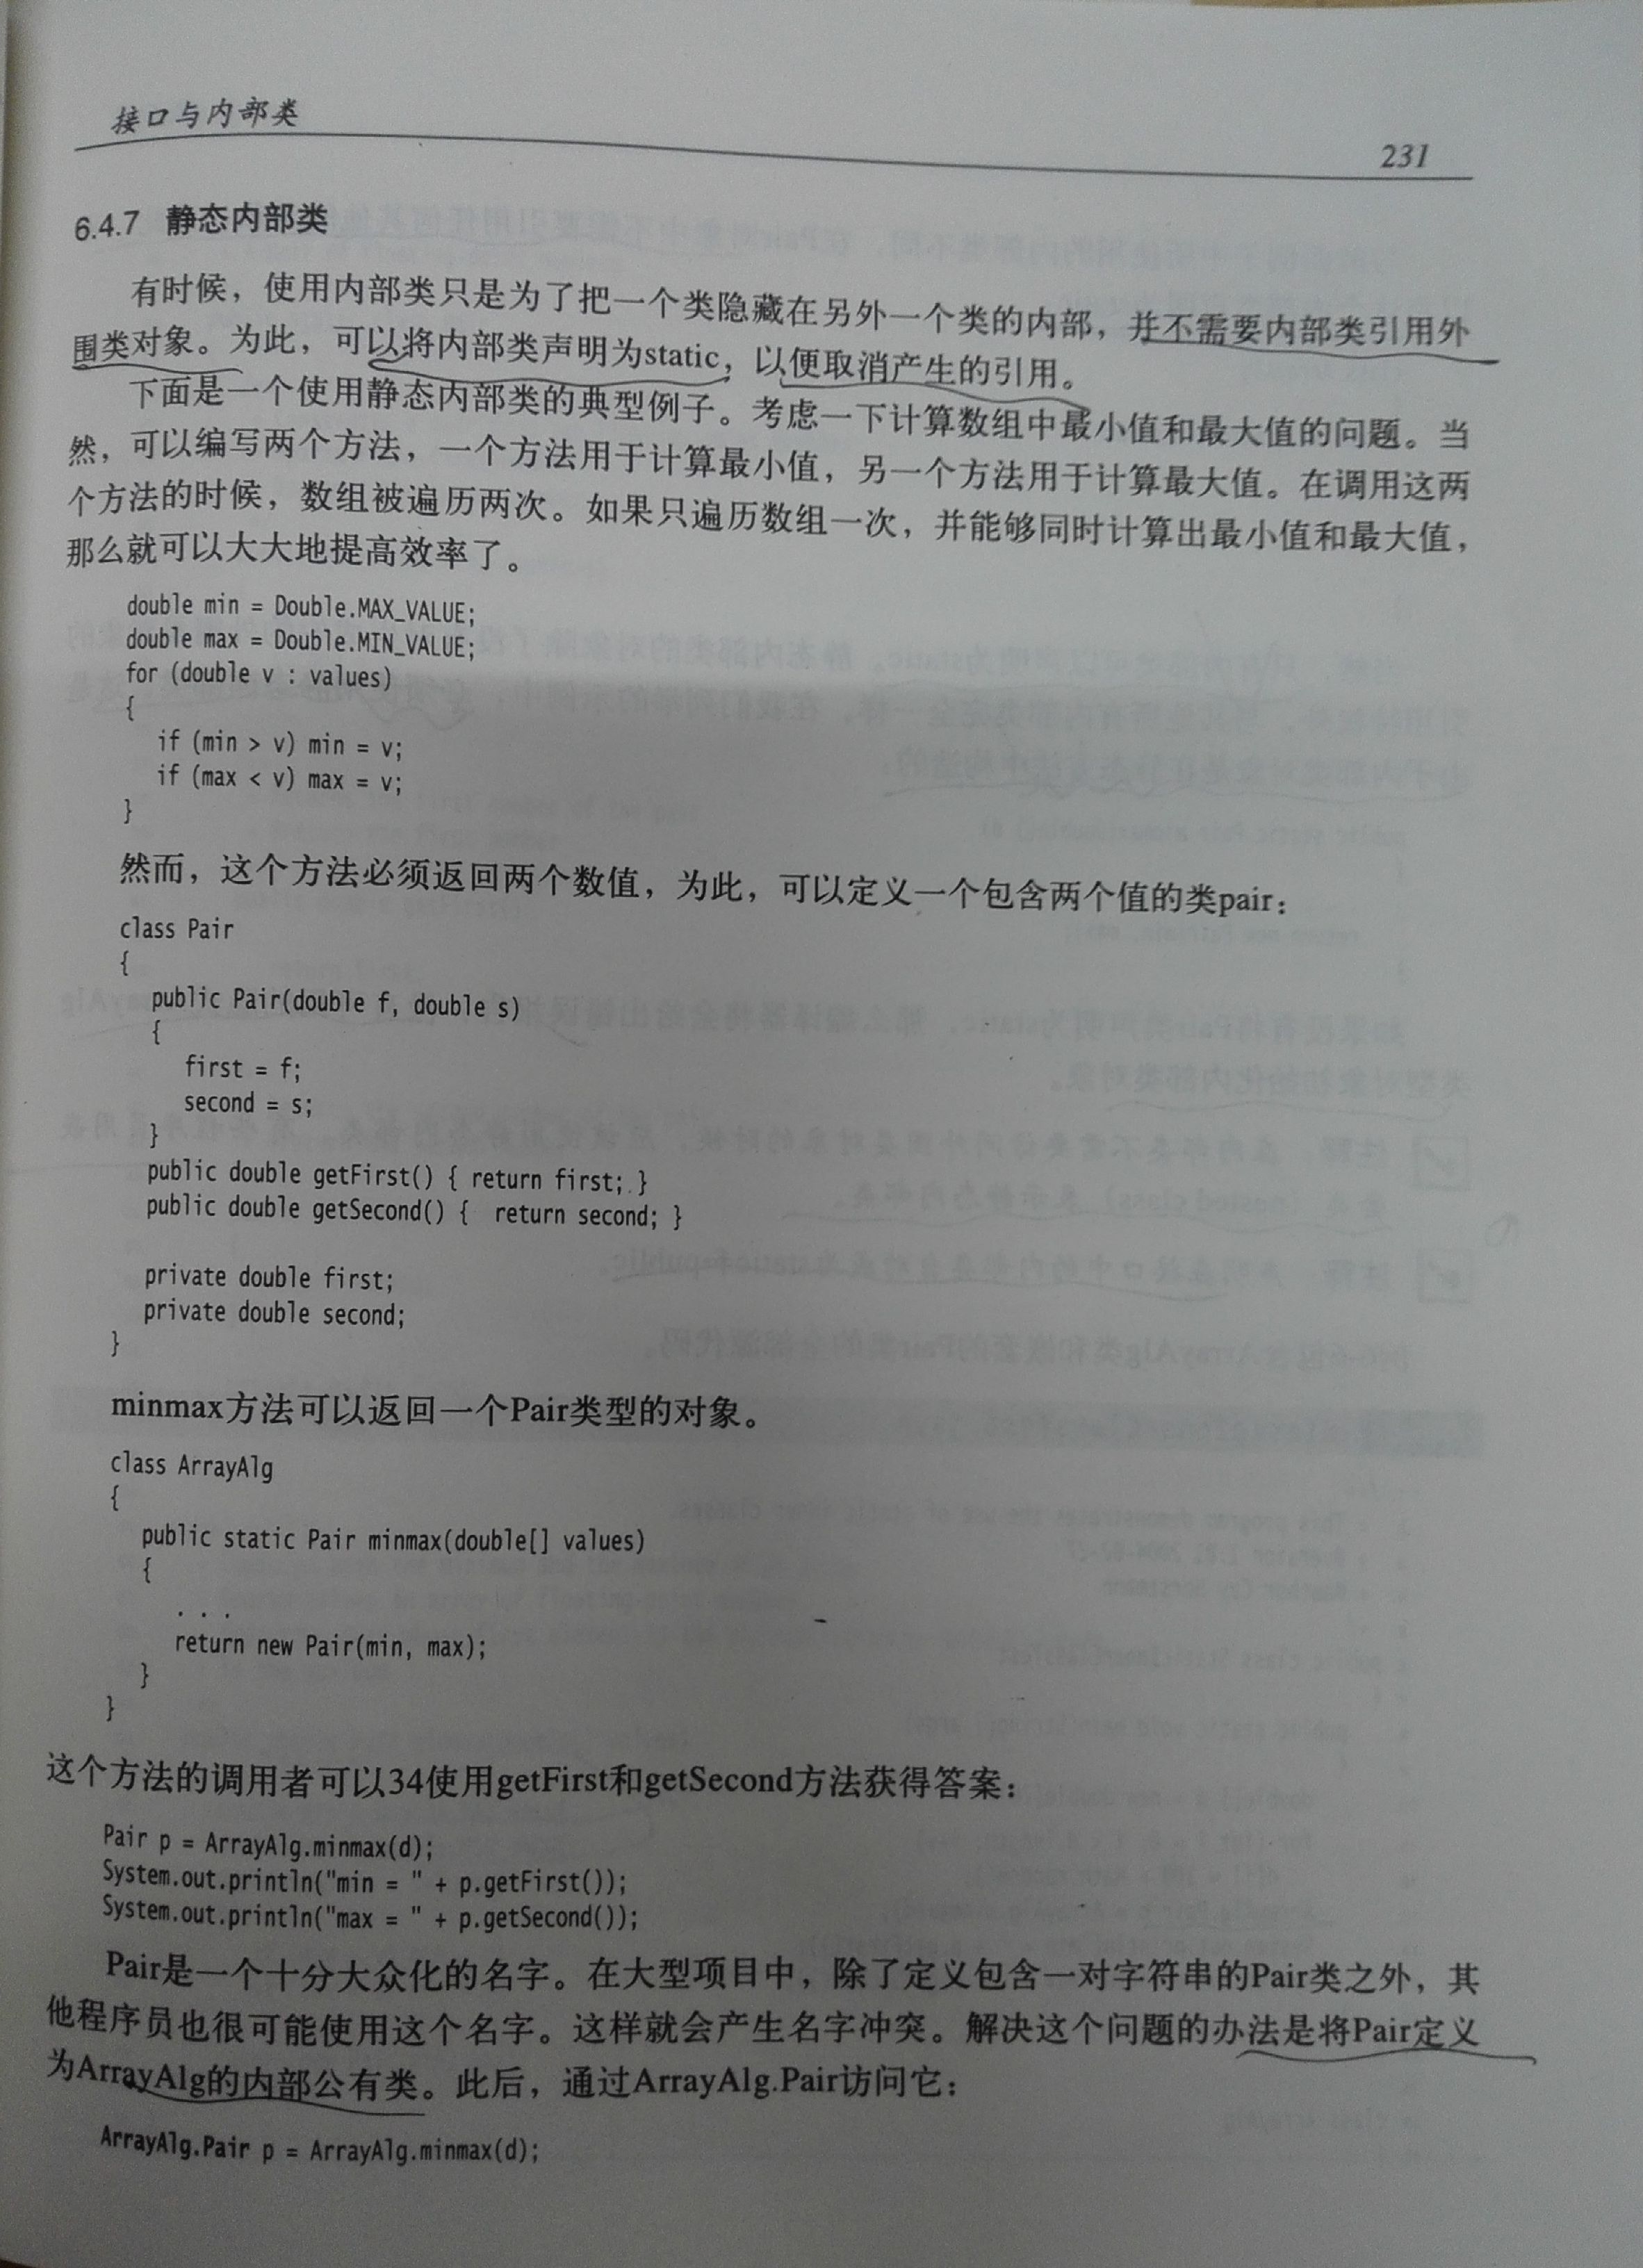 接口与内部类
231
6.4.7 静态内部类
有时候，使用内部类只是为了把一个类隐藏在另外一个类的内部，并不需要内部类引用外
围类对象。为此，可以将内部类声明为static，以便取消产生的引用。
下面是一个使用静态内部类的典型例子。考虑一下计算数组中最小值和最大值的问题。当
然，可以编写两个方法，一个方法用于计算最小值，另一个方法用于计算最大值。在调用这两
个方法的时候，数组被遍历两次。如果只遍历数组一次，并能够同时计算出最小值和最大值，
那么就可以大大地提高效率了。
double min = Double.MAX_VALUE;
double max = Double.MIN_VALUE;
for (double v : values)
{
if (min > v) min = v;
if (max < v) max = v;
}
然而，这个方法必须返回两个数值，为此，可以定义一个包含两个值的类pair：
class Pair
{
public Pair(double f, double s)
{
first = f;
second = s;
}
public double getFirst() { return first; }
public double getSecond() {  return second; }
private double first;
private double second;
}
minmax方法可以返回一个Pair类型的对象。
class ArrayAlg
{
public static Pair minmax(double[] values)
{
. . .
return new Pair(min, max);
}
}
这个方法的调用者可以34使用getFirst和getSecond方法获得答案：
Pair p = ArrayAlg.minmax(d);
System.out.println("min = " + p.getFirst());
System.out.println("max = " + p.getSecond());
Pair是一个十分大众化的名字。在大型项目中，除了定义包含一对字符串的Pair类之外，其
他程序员也很可能使用这个名字。这样就会产生名字冲突。解决这个问题的办法是将Pair定义
为ArrayAlg的内部公有类。此后，通过ArrayAlg.Pair访问它：
ArrayAlg.Pair p = ArrayAlg.minmax(d);